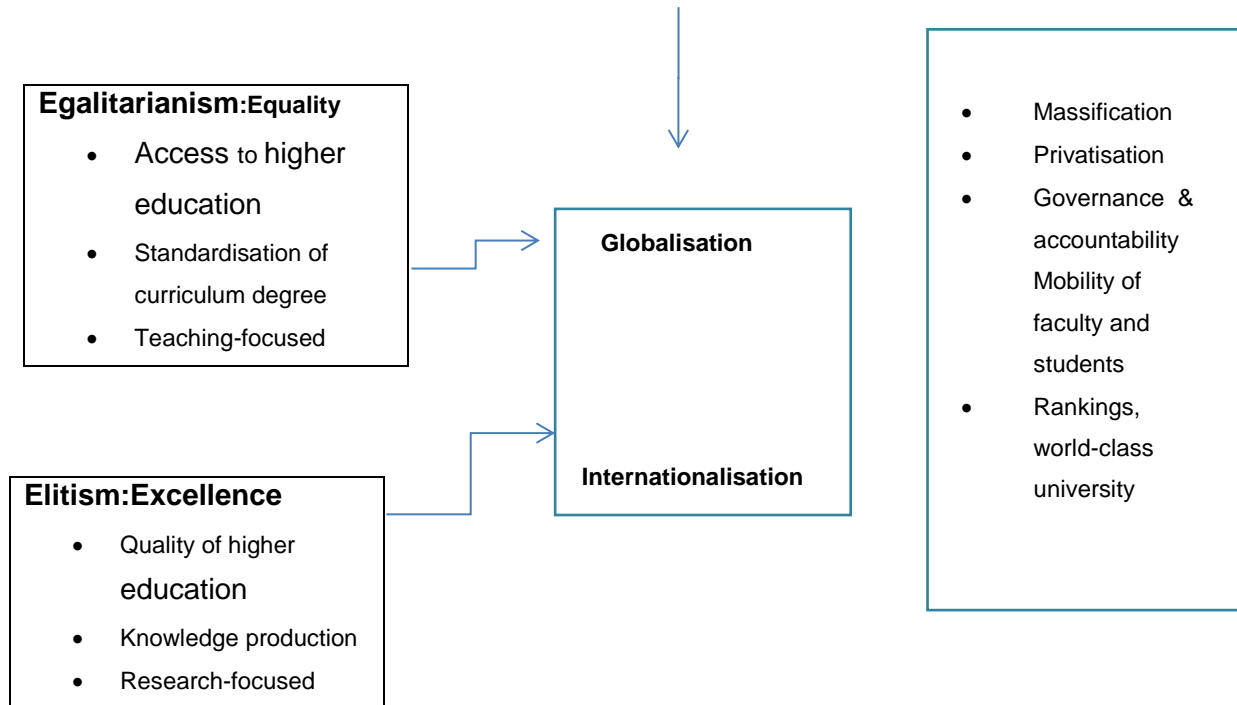 Egalitarianism:Equality
• Access to higher
education
• Standardisation of
curriculum degree
• Teaching-focused
Elitism:Excellence
• Quality of higher
education
• Knowledge production
• Research-focused
Globalisation
Internationalisation
• Massification
• Privatisation
• Governance &
accountability
Mobility of
faculty and
students
• Rankings,
world-class
university